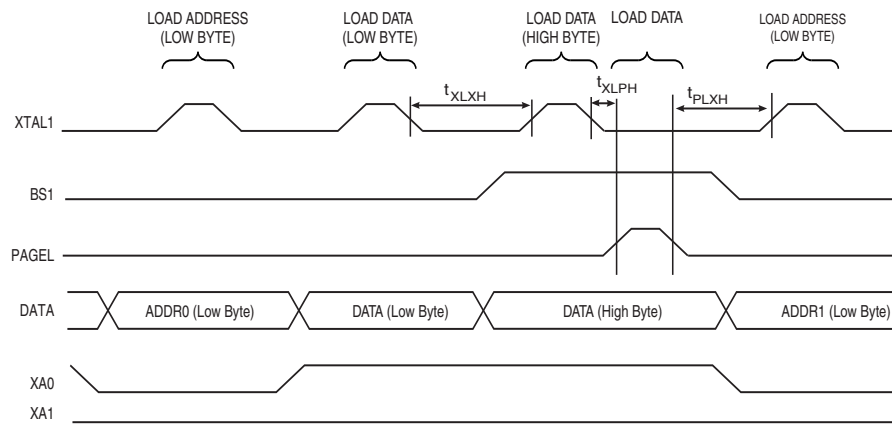 LOAD ADDRESS
(LOW BYTE)
LOAD DATA
(LOW BYTE)
LOAD DATA
(HIGH BYTE)
LOAD DATA
LOAD ADDRESS
(LOW BYTE)
tXLXH
tXLPH
tPLXH
XTAL1
BS1
PAGEL
DATA
ADDR0 (Low Byte)
DATA (Low Byte)
DATA (High Byte)
ADDR1 (Low Byte)
XA0
XA1